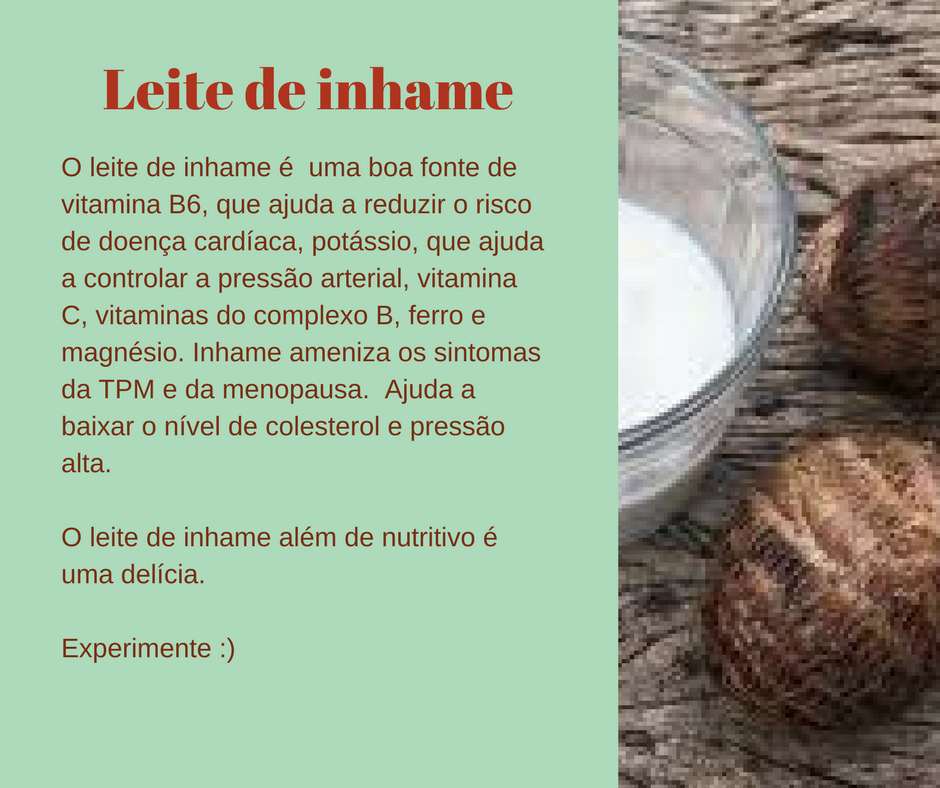 Leite de inhame
O leite de inhame é  uma boa fonte de
vitamina B6, que ajuda a reduzir o risco
de doença cardíaca, potássio, que ajuda
a controlar a pressão arterial, vitamina
C, vitaminas do complexo B, ferro e
magnésio. Inhame ameniza os sintomas
da TPM e da menopausa.  Ajuda a
baixar o nível de colesterol e pressão
alta.
O leite de inhame além de nutritivo é
uma delícia.
Experimente :)